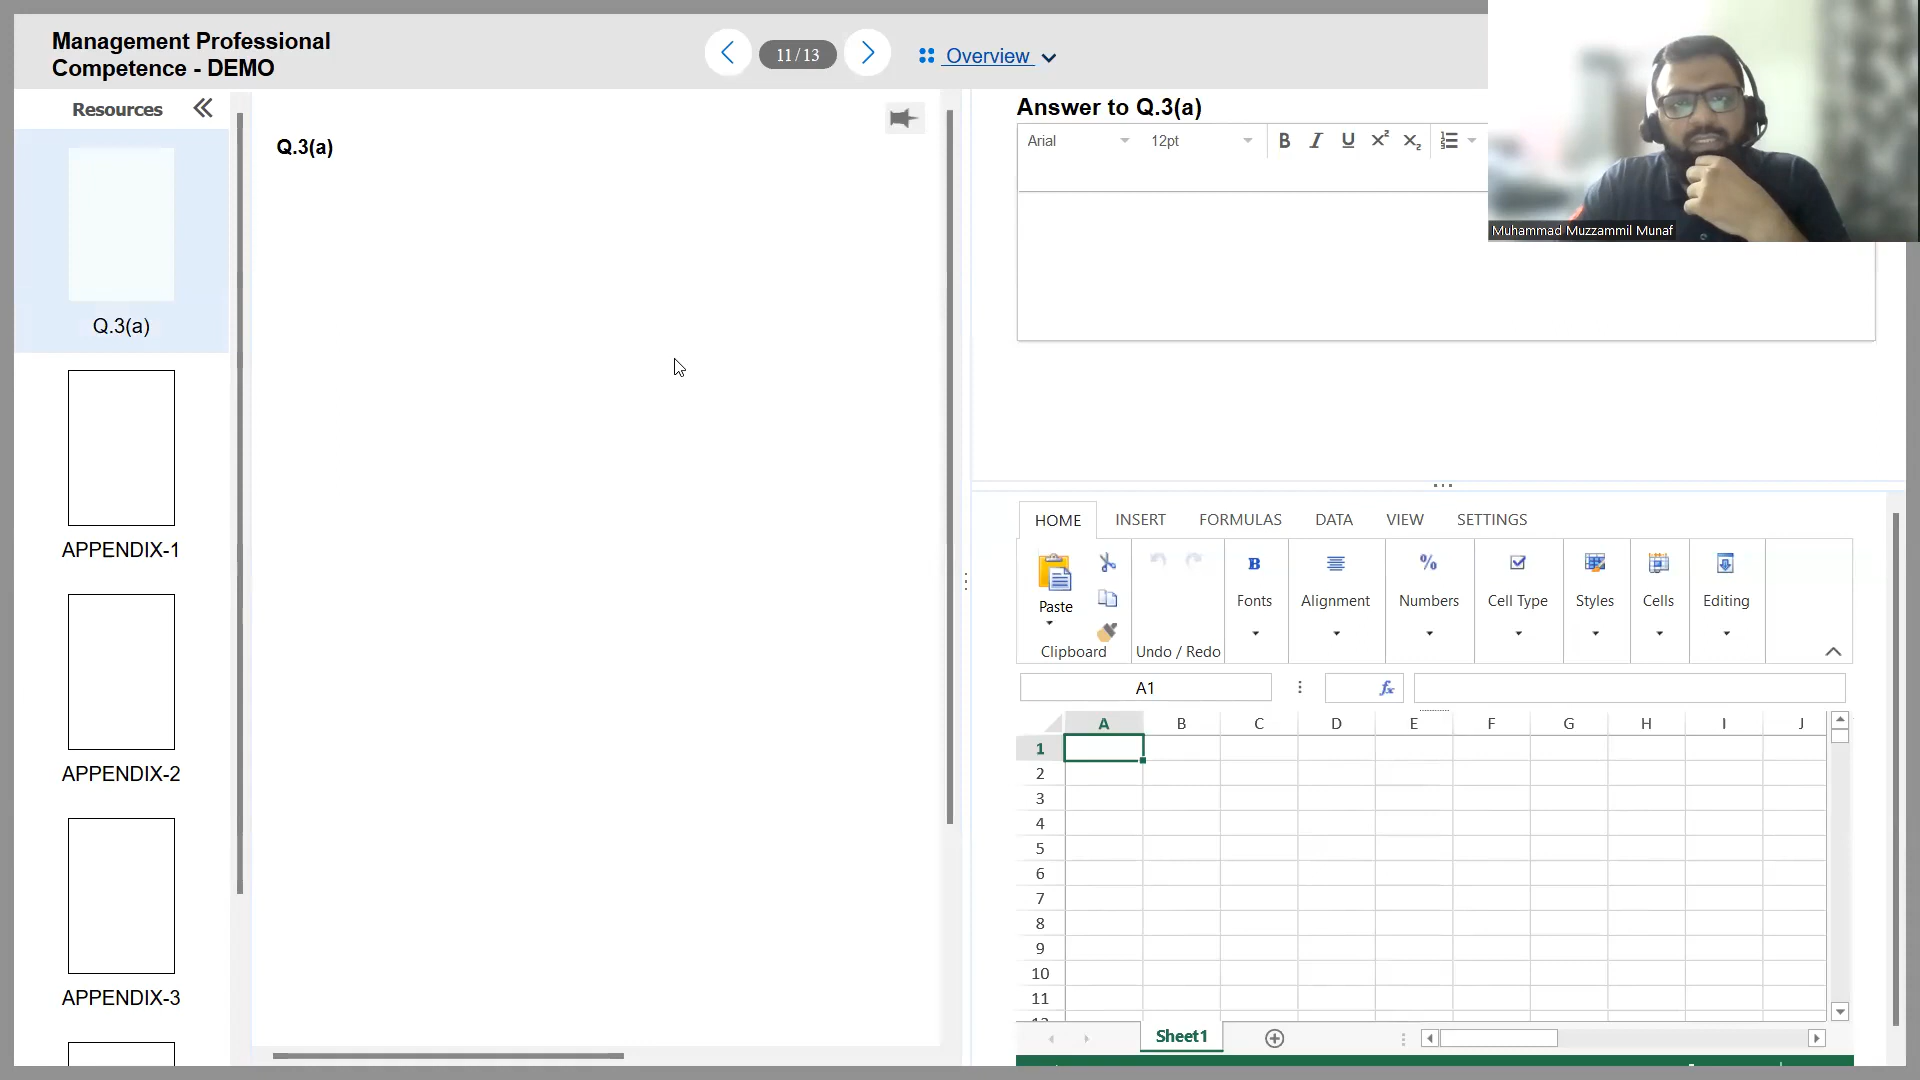 Management Professional
Competence - DEMO
11/13
Overview
Resources
Q.3(a)
APPENDIX-1
APPENDIX-2
APPENDIX-3
Q.3(a)
Answer to Q.3(a)
Arial
12pt
B
I
U
X²
X₂
Muhammad Muzzammil Munaf
HOME INSERT FORMULAS DATA VIEW SETTINGS
Paste
Clipboard
Undo / Redo
B
Fonts
Alignment
%
Numbers
Cell Type
Styles
Cells
Editing
A1
fx
A B C D E F G H I J
1
2
3
4
5
6
7
8
9
10
11
Sheet1